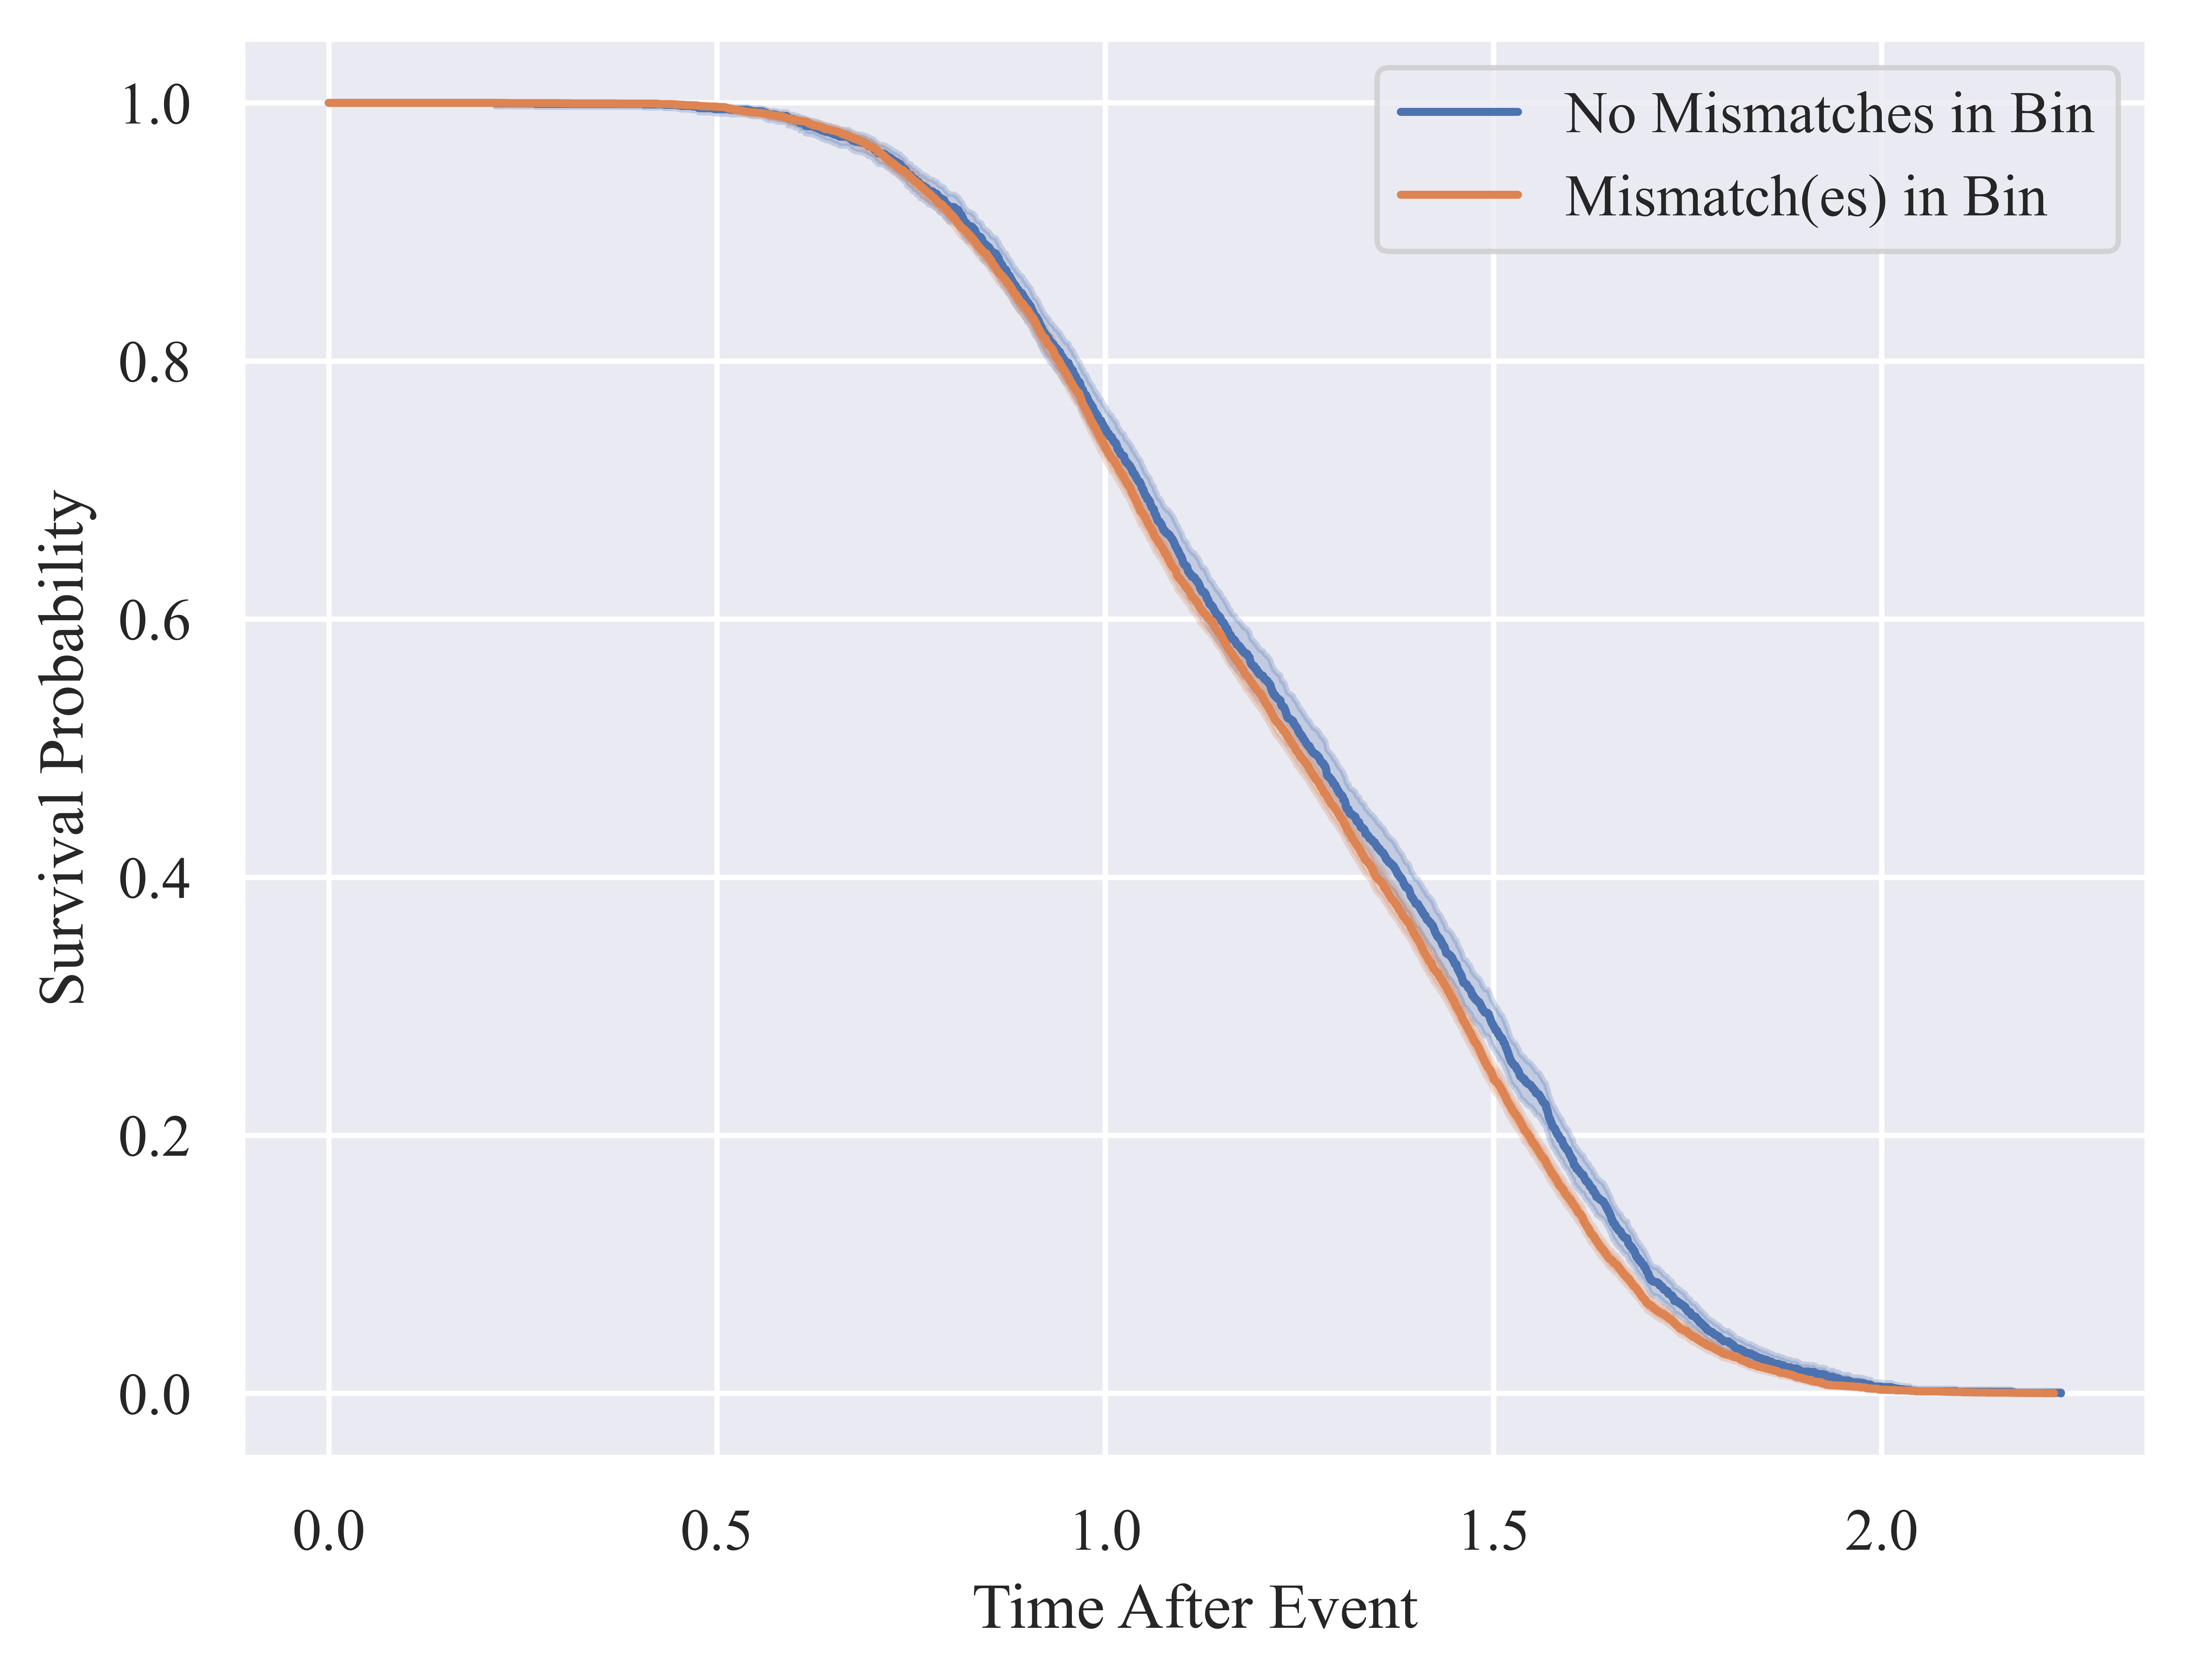 No Mismatches in Bin
Mismatch(es) in Bin
1.0
0.8
0.6
0.4
0.2
0.0
Survival Probability
0.0 0.5 1.0 1.5 2.0
Time After Event